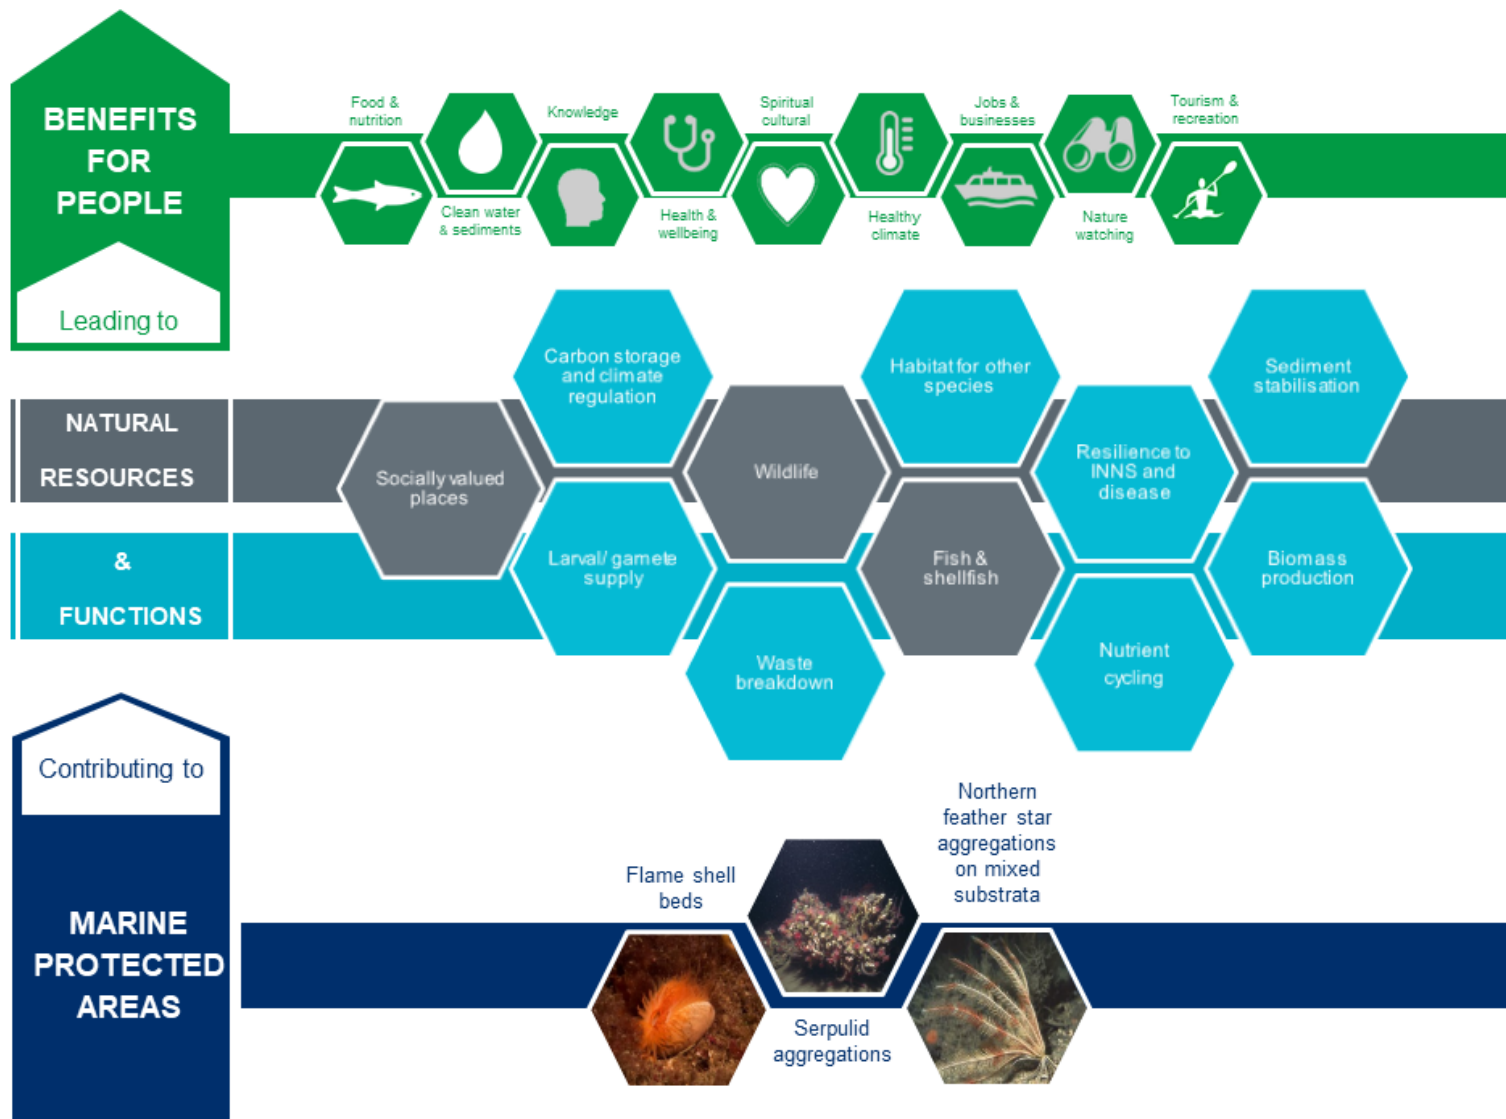 BENEFITS
FOR
PEOPLE
Leading to
Food &
nutrition
Clean water
& sediments
Knowledge
Health &
wellbeing
Spiritual
cultural
Healthy
climate
Jobs &
businesses
Nature
watching
Tourism &
recreation
NATURAL
RESOURCES
&
FUNCTIONS
Socially valued
places
Carbon storage
and climate
regulation
Larval/ gamete
supply
Wildlife
Waste
breakdown
Habitat for other
species
Fish &
shellfish
Resilience to
INNS and
disease
Nutrient
cycling
Sediment
stabilisation
Biomass
production
Contributing to
MARINE
PROTECTED
AREAS
Flame shell
beds
Serpulid
aggregations
Northern
feather star
aggregations
on mixed
substrata